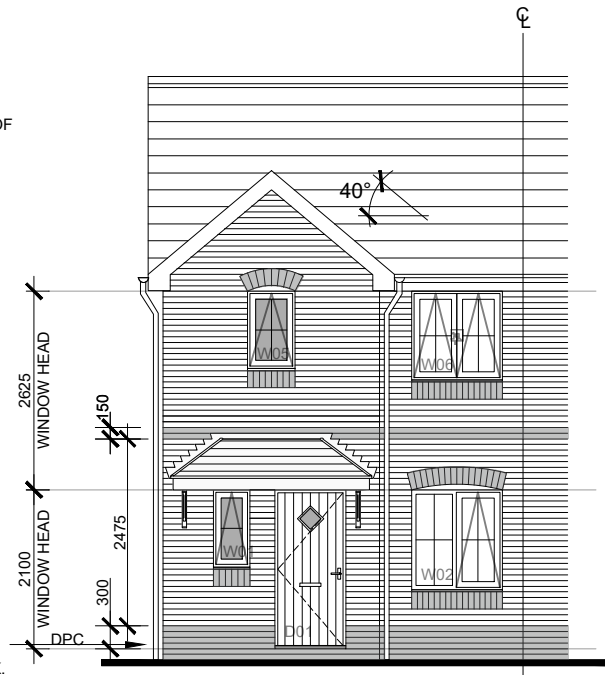 ℄
OF
40°
2625
WINDOW HEAD
150
2475
2100
WINDOW HEAD
300
DPC
W05
W06
W01
W02
D01